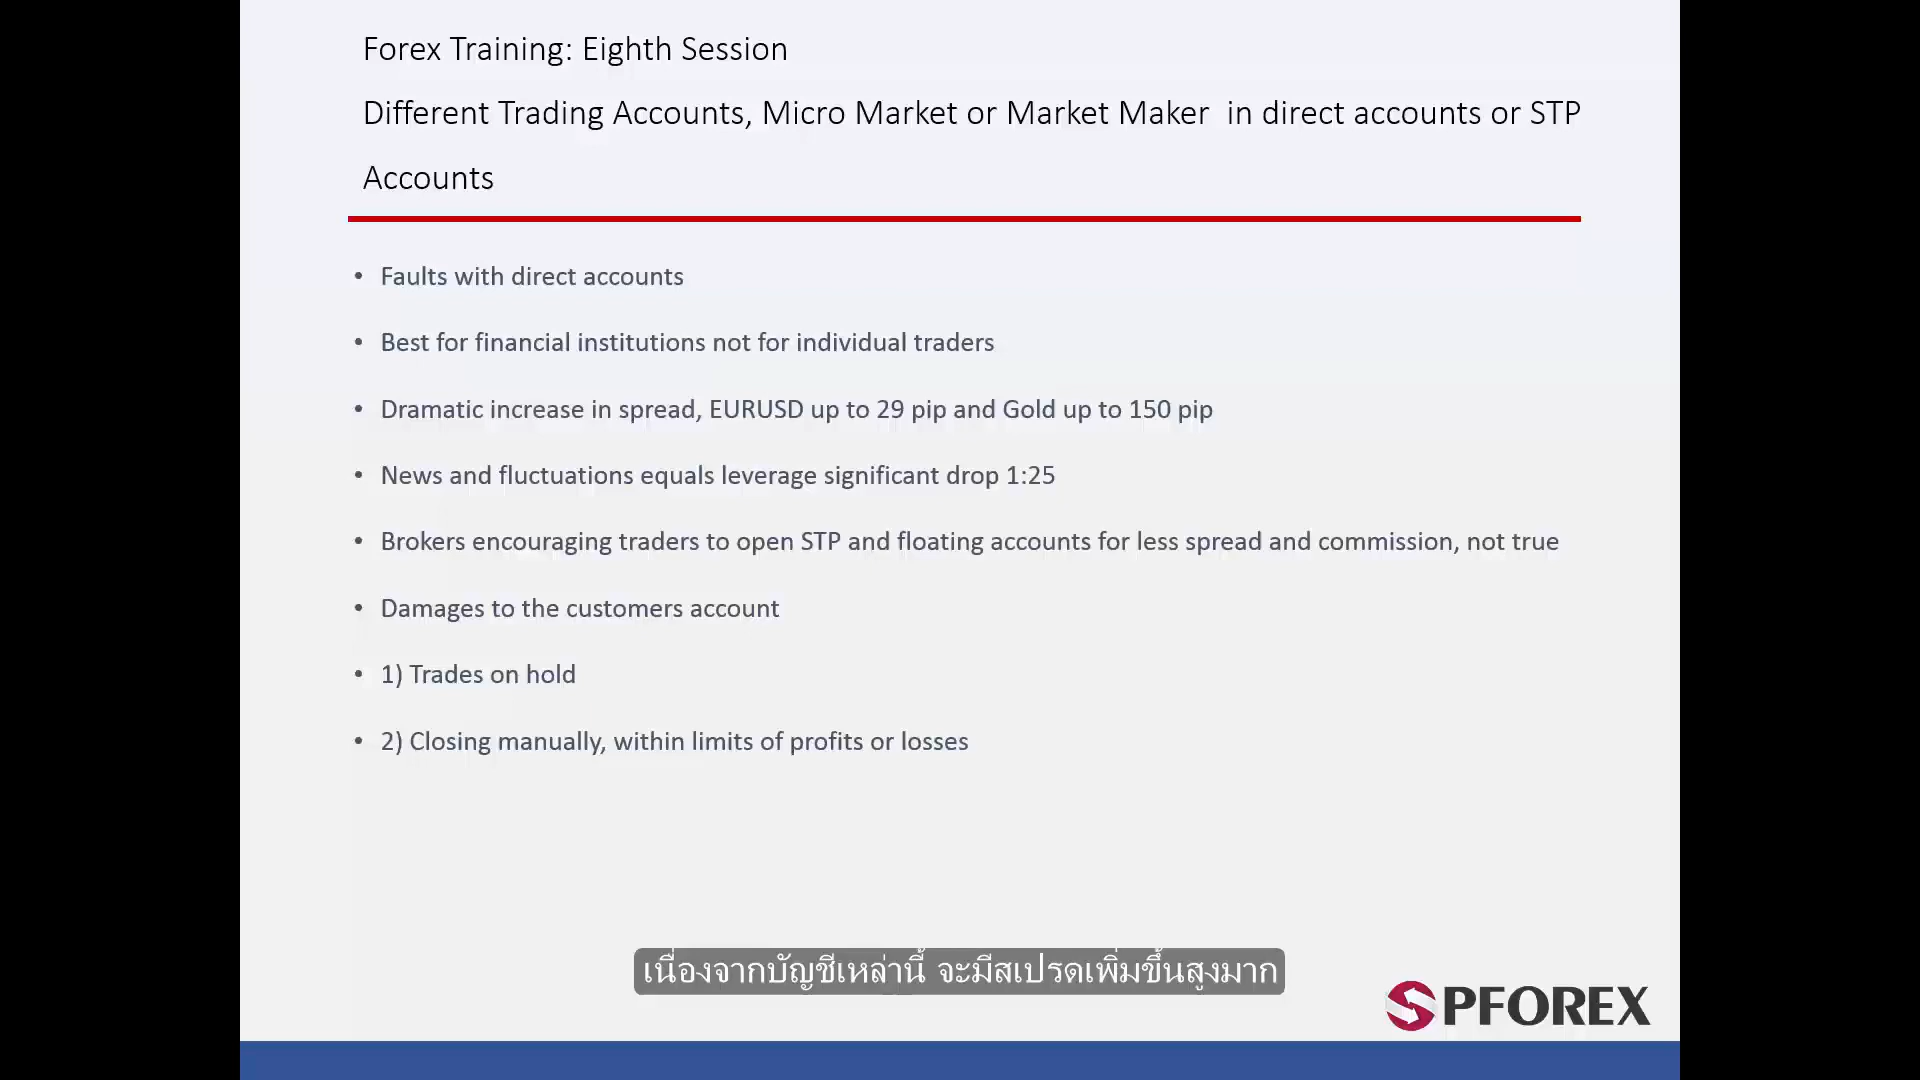 Forex Training: Eighth Session
Different Trading Accounts, Micro Market or Market Maker  in direct accounts or STP
Accounts
• Faults with direct accounts
• Best for financial institutions not for individual traders
• Dramatic increase in spread, EURUSD up to 29 pip and Gold up to 150 pip
• News and fluctuations equals leverage significant drop 1:25
• Brokers encouraging traders to open STP and floating accounts for less spread and commission, not true
• Damages to the customers account
• 1) Trades on hold
• 2) Closing manually, within limits of profits or losses
เนื่องจากบัญชีเหล่านี้ จะมีสเปรดเพิ่มขึ้นสูงมาก
PFOREX